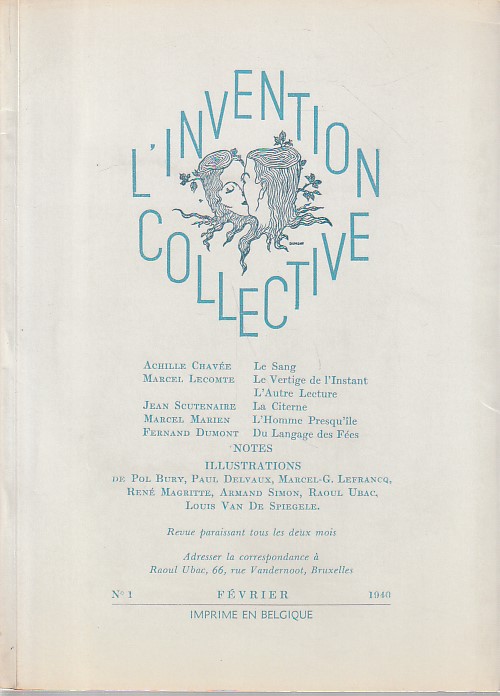 L'INVENTION
COLLECTIVE
DUMONT
ACHILLE CHAVÉE Le Sang
MARCEL LECOMTE Le Vertige de l'Instant
L'Autre Lecture
JEAN SCUTENAIRE La Citerne
MARCEL MARIEN L'Homme Presqu'île
FERNAND DUMONT Du Langage des Fées
NOTES
ILLUSTRATIONS
DE POL BURY, PAUL DELVAUX, MARCEL-G. LEFRANCQ,
RENÉ MAGRITTE, ARMAND SIMON, RAOUL UBAC,
LOUIS VAN DE SPIEGELE.
Revue paraissant tous les deux mois
Adresser la correspondance à
Raoul Ubac, 66, rue Vandernoot, Bruxelles
N° 1 FÉVRIER 1940
IMPRIME EN BELGIQUE